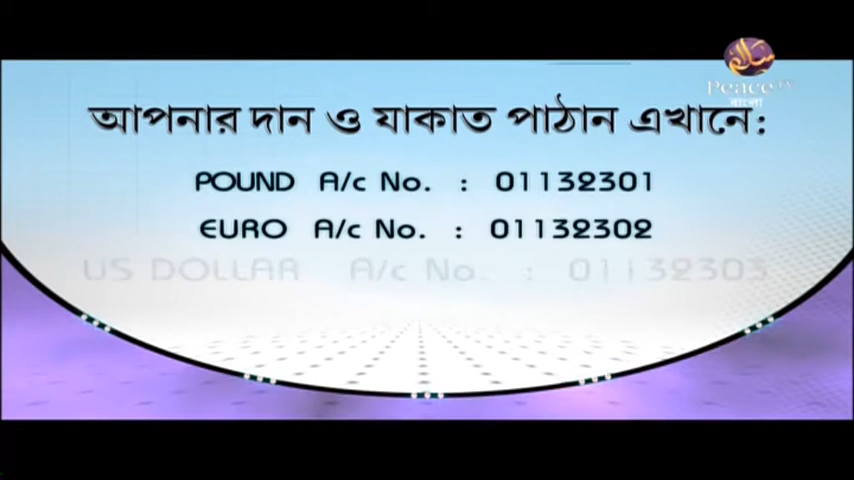 Peace TV
বাংলা
আপনার দান ও যাকাত পাঠান এখানে:
POUND A/c No. : 01132301
EURO A/c No. : 01132302
US DOLLAR A/c No. : 01132303